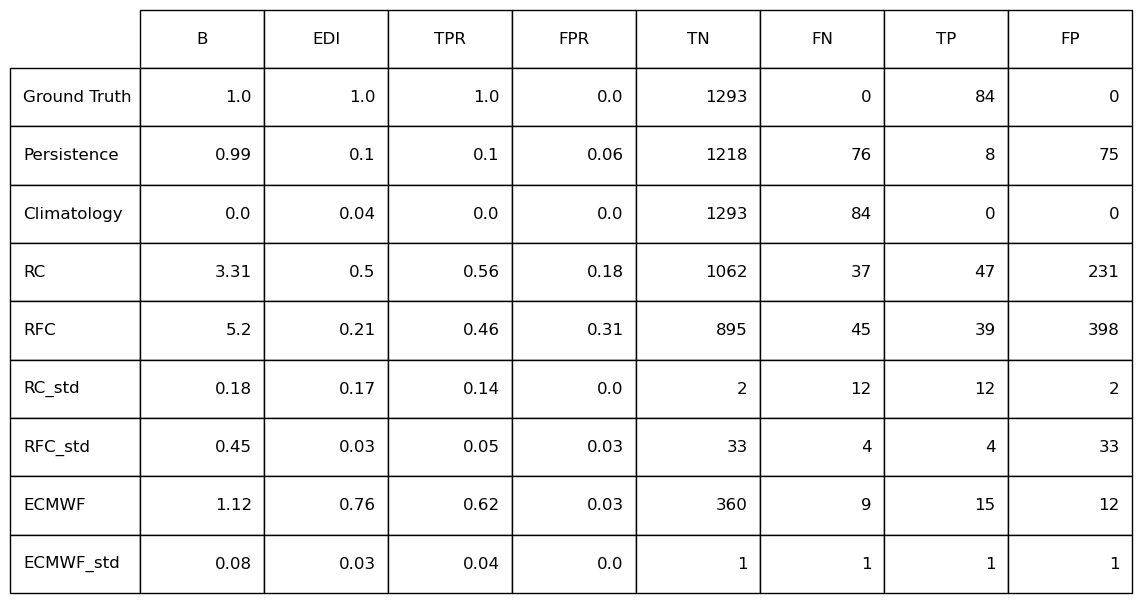 B EDI TPR FPR TN FN TP FP
Ground Truth 1.0 1.0 1.0 0.0 1293 0 84 0
Persistence 0.99 0.1 0.1 0.06 1218 76 8 75
Climatology 0.0 0.04 0.0 0.0 1293 84 0 0
RC 3.31 0.5 0.56 0.18 1062 37 47 231
RFC 5.2 0.21 0.46 0.31 895 45 39 398
RC_std 0.18 0.17 0.14 0.0 2 12 12 2
RFC_std 0.45 0.03 0.05 0.03 33 4 4 33
ECMWF 1.12 0.76 0.62 0.03 360 9 15 12
ECMWF_std 0.08 0.03 0.04 0.0 1 1 1 1